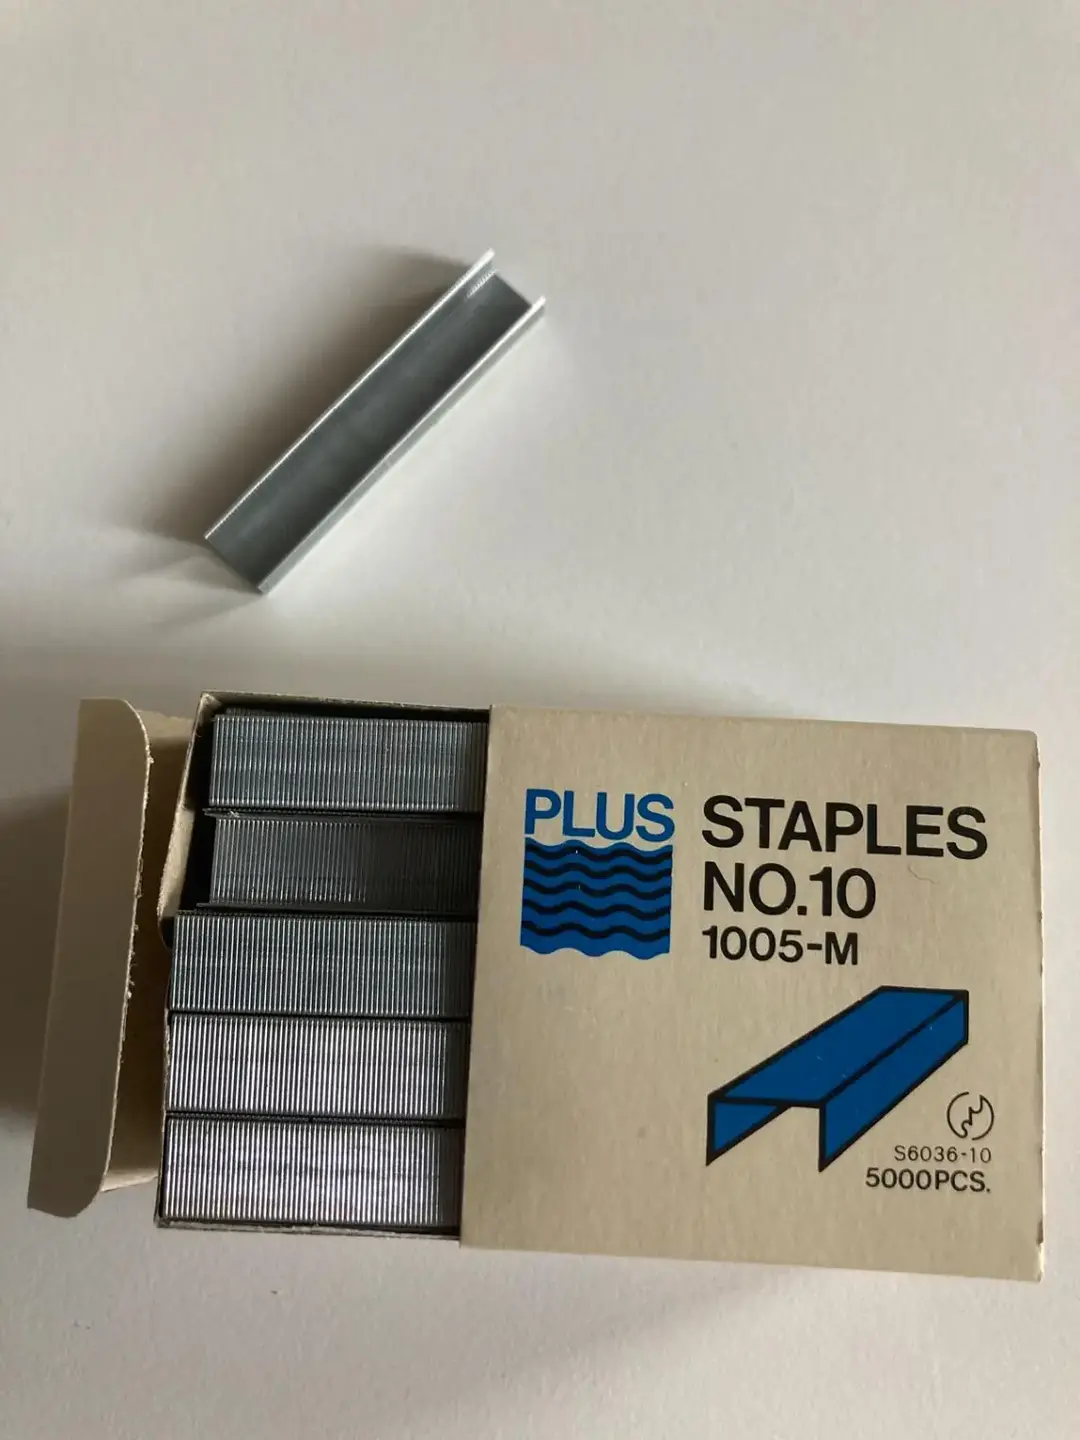 PLUS
STAPLES
NO.10
1005-M
S6036-10
5000PCS.